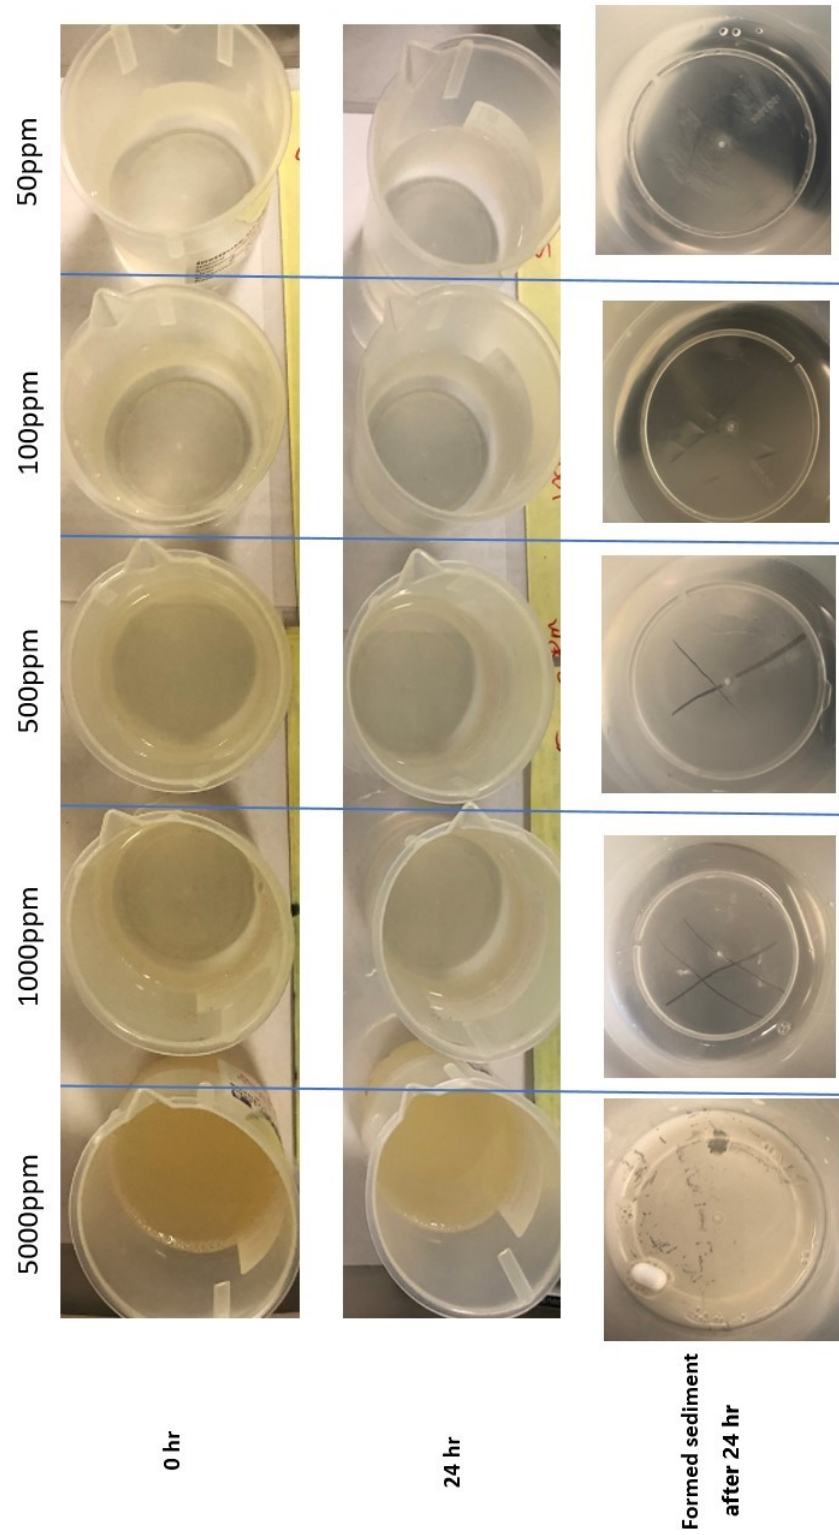 50ppm
100ppm
500ppm
1000ppm
5000ppm
0 hr
24 hr
Formed sediment
after 24 hr